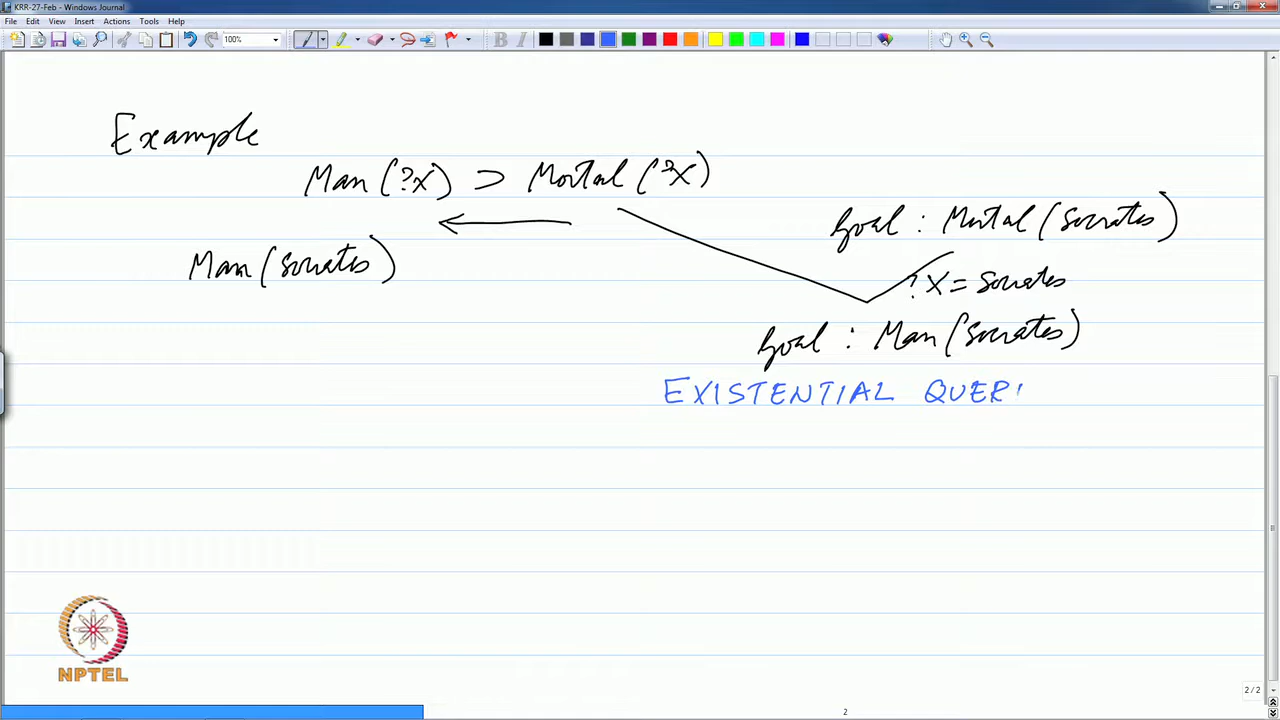 KRR-27-Feb - Windows Journal
File Edit View Insert Actions Tools Help
100%
Example
Man (?X) ⊃ Mortal (?X)
Goal : Mortal (Socrates)
Man (Socrates)
?X = Socrates
Goal : Man (Socrates)
EXISTENTIAL QUER
NPTEL
2 / 2
2